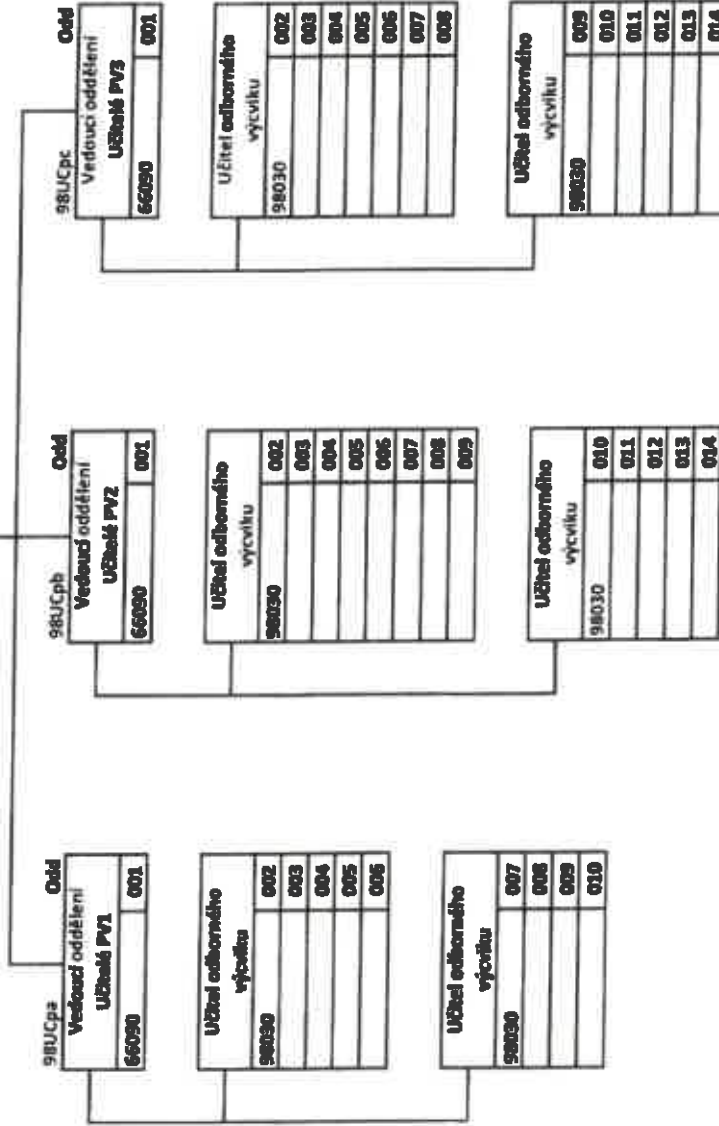 98UCpa Odd
Vedoucí oddělení
Učitelé PV1
66090 001
Učitel odborného
výcviku
98030 002
003
004
005
006
Učitel odborného
výcviku
98030 007
008
009
010
98UCpb Odd
Vedoucí oddělení
Učitelé PV2
66090 001
Učitel odborného
výcviku
98030 002
003
004
005
006
007
008
009
Učitel odborného
výcviku
98030 010
011
012
013
014
98UCpc Odd
Vedoucí oddělení
Učitelé PV3
66090 001
Učitel odborného
výcviku
98030 002
003
004
005
006
007
008
Učitel odborného
výcviku
98030 009
010
011
012
013
014